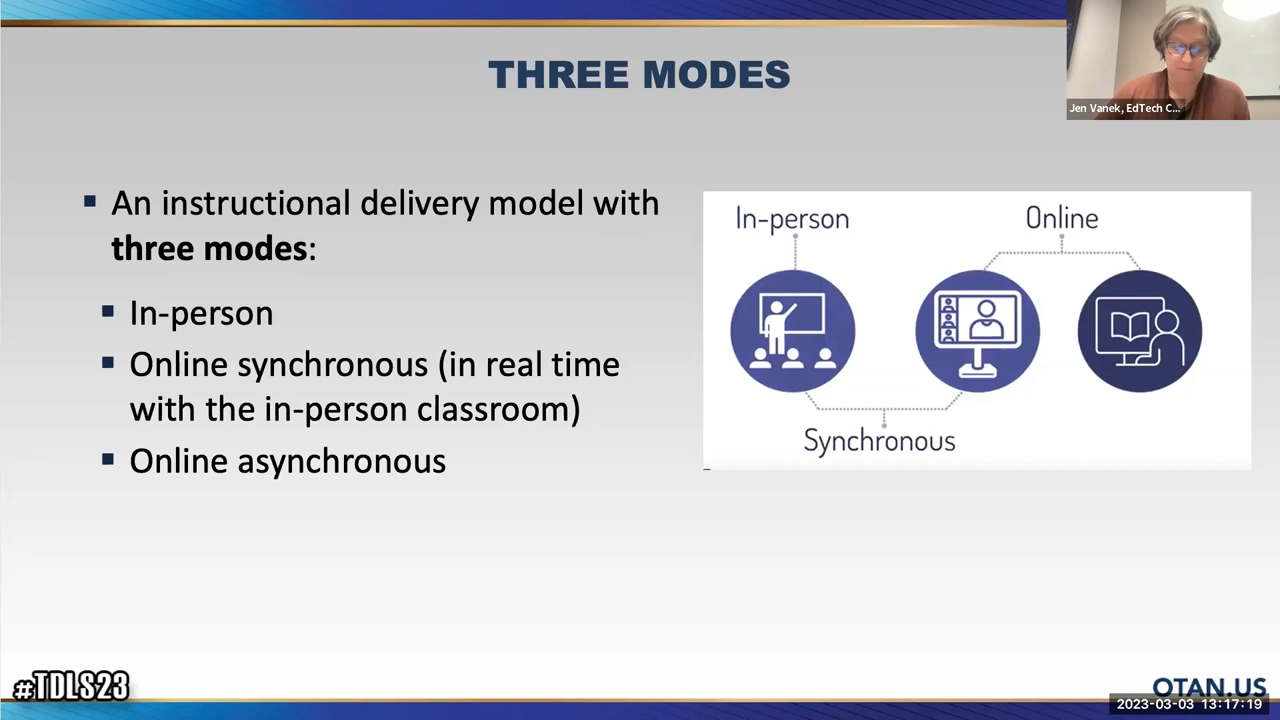 THREE MODES
Jen Vanek, EdTech C...
An instructional delivery model with
three modes:
In-person
Online synchronous (in real time
with the in-person classroom)
Online asynchronous
In-person
Online
Synchronous
#TDLS23
OTAN.US
2023-03-03 13:17:19